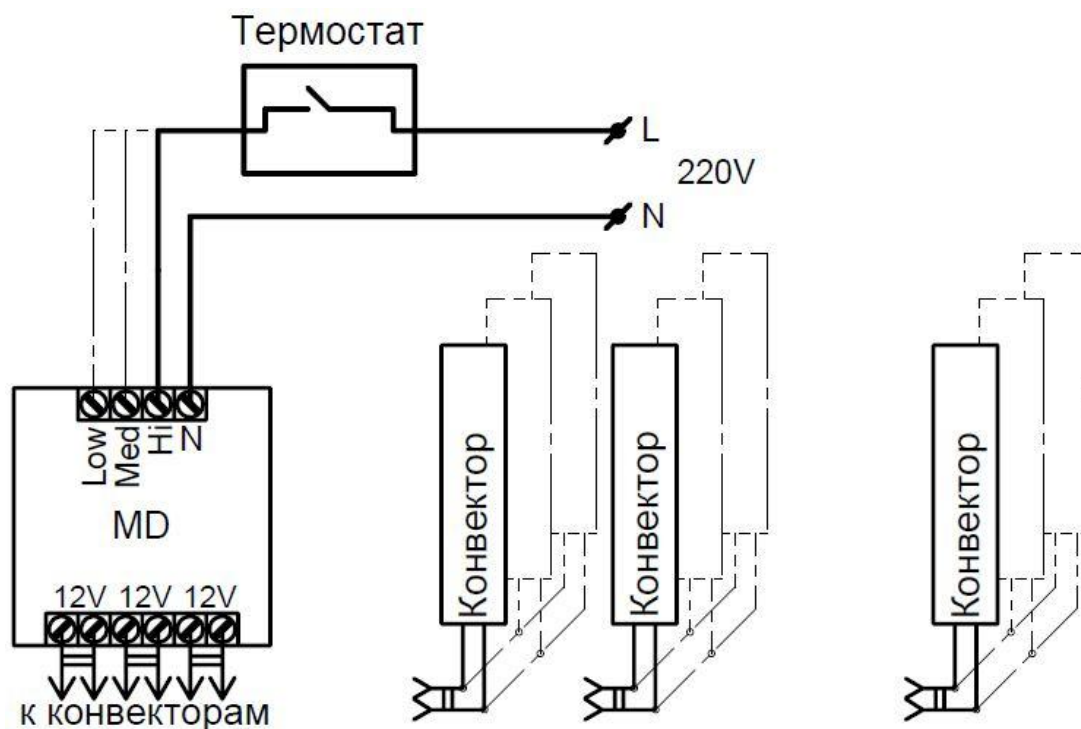 Термостат
L
220V
N
Low
Med
Hi
N
MD
12V 12V 12V
к конвекторам
Конвектор
Конвектор
Конвектор